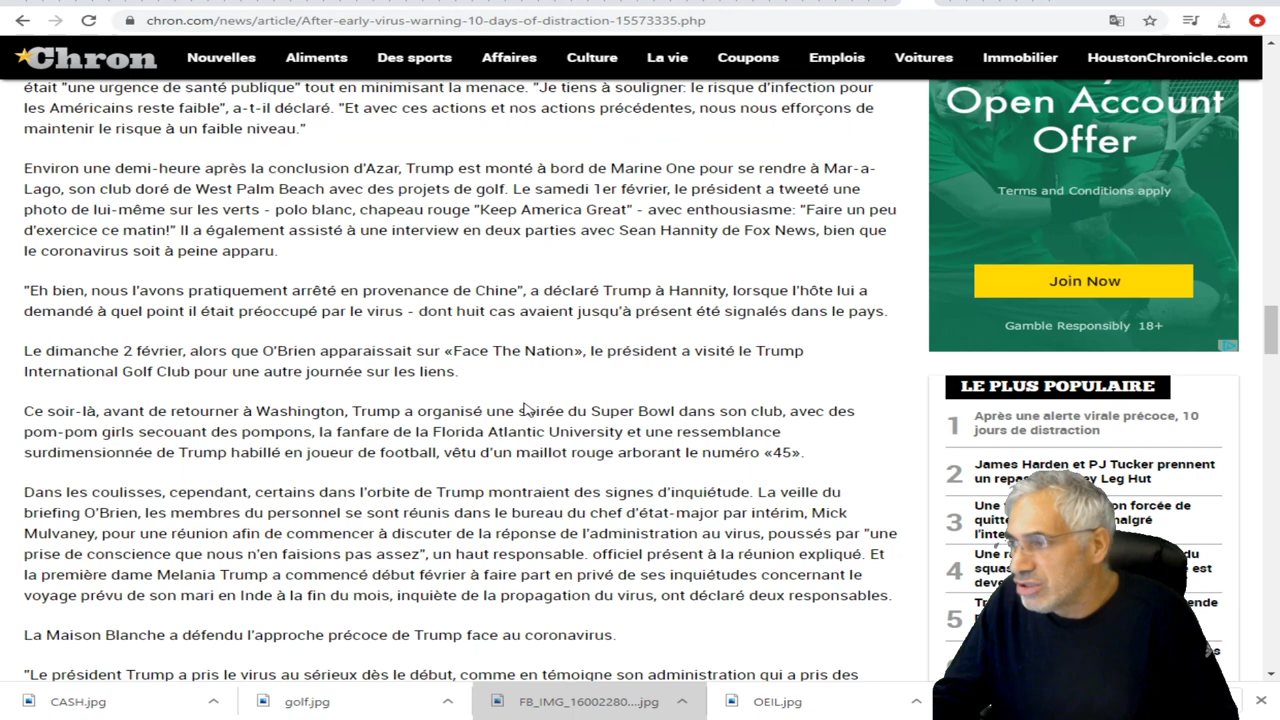 chron.com/news/article/After-early-virus-warning-10-days-of-distraction-15573335.php
Chron Nouvelles Aliments Des sports Affaires Culture La vie Coupons Emplois Voitures Immobilier HoustonChronicle.com
était "une urgence de santé publique" tout en minimisant la menace. "Je tiens à souligner: le risque d'infection pour
les Américains reste faible", a-t-il déclaré. "Et avec ces actions et nos actions précédentes, nous nous efforçons de
maintenir le risque à un faible niveau."
Environ une demi-heure après la conclusion d'Azar, Trump est monté à bord de Marine One pour se rendre à Mar-a-
Lago, son club doré de West Palm Beach avec des projets de golf. Le samedi 1er février, le président a tweeté une
photo de lui-même sur les verts - polo blanc, chapeau rouge "Keep America Great" - avec enthousiasme: "Faire un peu
d'exercice ce matin!" Il a également assisté à une interview en deux parties avec Sean Hannity de Fox News, bien que
le coronavirus soit à peine apparu.
"Eh bien, nous l'avons pratiquement arrêté en provenance de Chine", a déclaré Trump à Hannity, lorsque l'hôte lui a
demandé à quel point il était préoccupé par le virus - dont huit cas avaient jusqu'à présent été signalés dans le pays.
Le dimanche 2 février, alors que O'Brien apparaissait sur «Face The Nation», le président a visité le Trump
International Golf Club pour une autre journée sur les liens.
Ce soir-là, avant de retourner à Washington, Trump a organisé une soirée du Super Bowl dans son club, avec des
pom-pom girls secouant des pompons, la fanfare de la Florida Atlantic University et une ressemblance
surdimensionnée de Trump habillé en joueur de football, vêtu d'un maillot rouge arborant le numéro «45».
Dans les coulisses, cependant, certains dans l'orbite de Trump montraient des signes d'inquiétude. La veille du
briefing O'Brien, les membres du personnel se sont réunis dans le bureau du chef d'état-major par intérim, Mick
Mulvaney, pour une réunion afin de commencer à discuter de la réponse de l'administration au virus, poussés par "une
prise de conscience que nous n'en faisions pas assez", un haut responsable. officiel présent à la réunion expliqué. Et
la première dame Melania Trump a commencé début février à faire part en privé de ses inquiétudes concernant le
voyage prévu de son mari en Inde à la fin du mois, inquiète de la propagation du virus, ont déclaré deux responsables.
La Maison Blanche a défendu l'approche précoce de Trump face au coronavirus.
"Le président Trump a pris le virus au sérieux dès le début, comme en témoigne son administration qui a pris des
Open Account
Offer
Terms and Conditions apply
Join Now
Gamble Responsibly 18+
LE PLUS POPULAIRE
1 Après une alerte virale précoce, 10
jours de distraction
2 James Harden et PJ Tucker prennent
un repas Leg Hut
3 Une forcée de
quitte malgré
4 Une du
squa est
deve
5
CASH.jpg golf.jpg FB_IMG_16002280....jpg OEIL.jpg